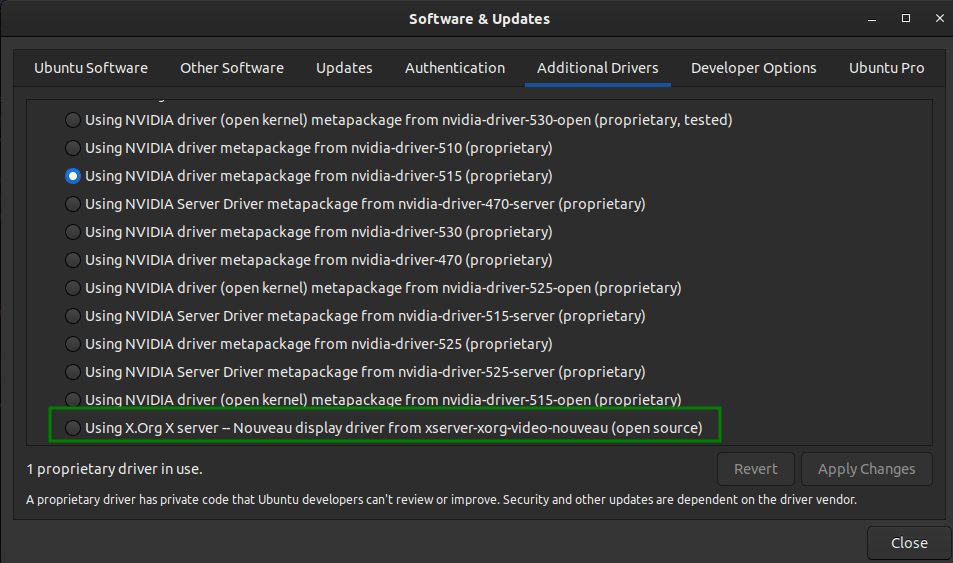 Software & Updates
Ubuntu Software Other Software Updates Authentication Additional Drivers Developer Options Ubuntu Pro
Using NVIDIA driver (open kernel) metapackage from nvidia-driver-530-open (proprietary, tested)
Using NVIDIA driver metapackage from nvidia-driver-510 (proprietary)
Using NVIDIA driver metapackage from nvidia-driver-515 (proprietary)
Using NVIDIA Server Driver metapackage from nvidia-driver-470-server (proprietary)
Using NVIDIA driver metapackage from nvidia-driver-530 (proprietary)
Using NVIDIA driver metapackage from nvidia-driver-470 (proprietary)
Using NVIDIA driver (open kernel) metapackage from nvidia-driver-525-open (proprietary)
Using NVIDIA Server Driver metapackage from nvidia-driver-515-server (proprietary)
Using NVIDIA driver metapackage from nvidia-driver-525 (proprietary)
Using NVIDIA Server Driver metapackage from nvidia-driver-525-server (proprietary)
Using NVIDIA driver (open kernel) metapackage from nvidia-driver-515-open (proprietary)
Using X.Org X server -- Nouveau display driver from xserver-xorg-video-nouveau (open source)
1 proprietary driver in use.
Revert Apply Changes
A proprietary driver has private code that Ubuntu developers can't review or improve. Security and other updates are dependent on the driver vendor.
Close